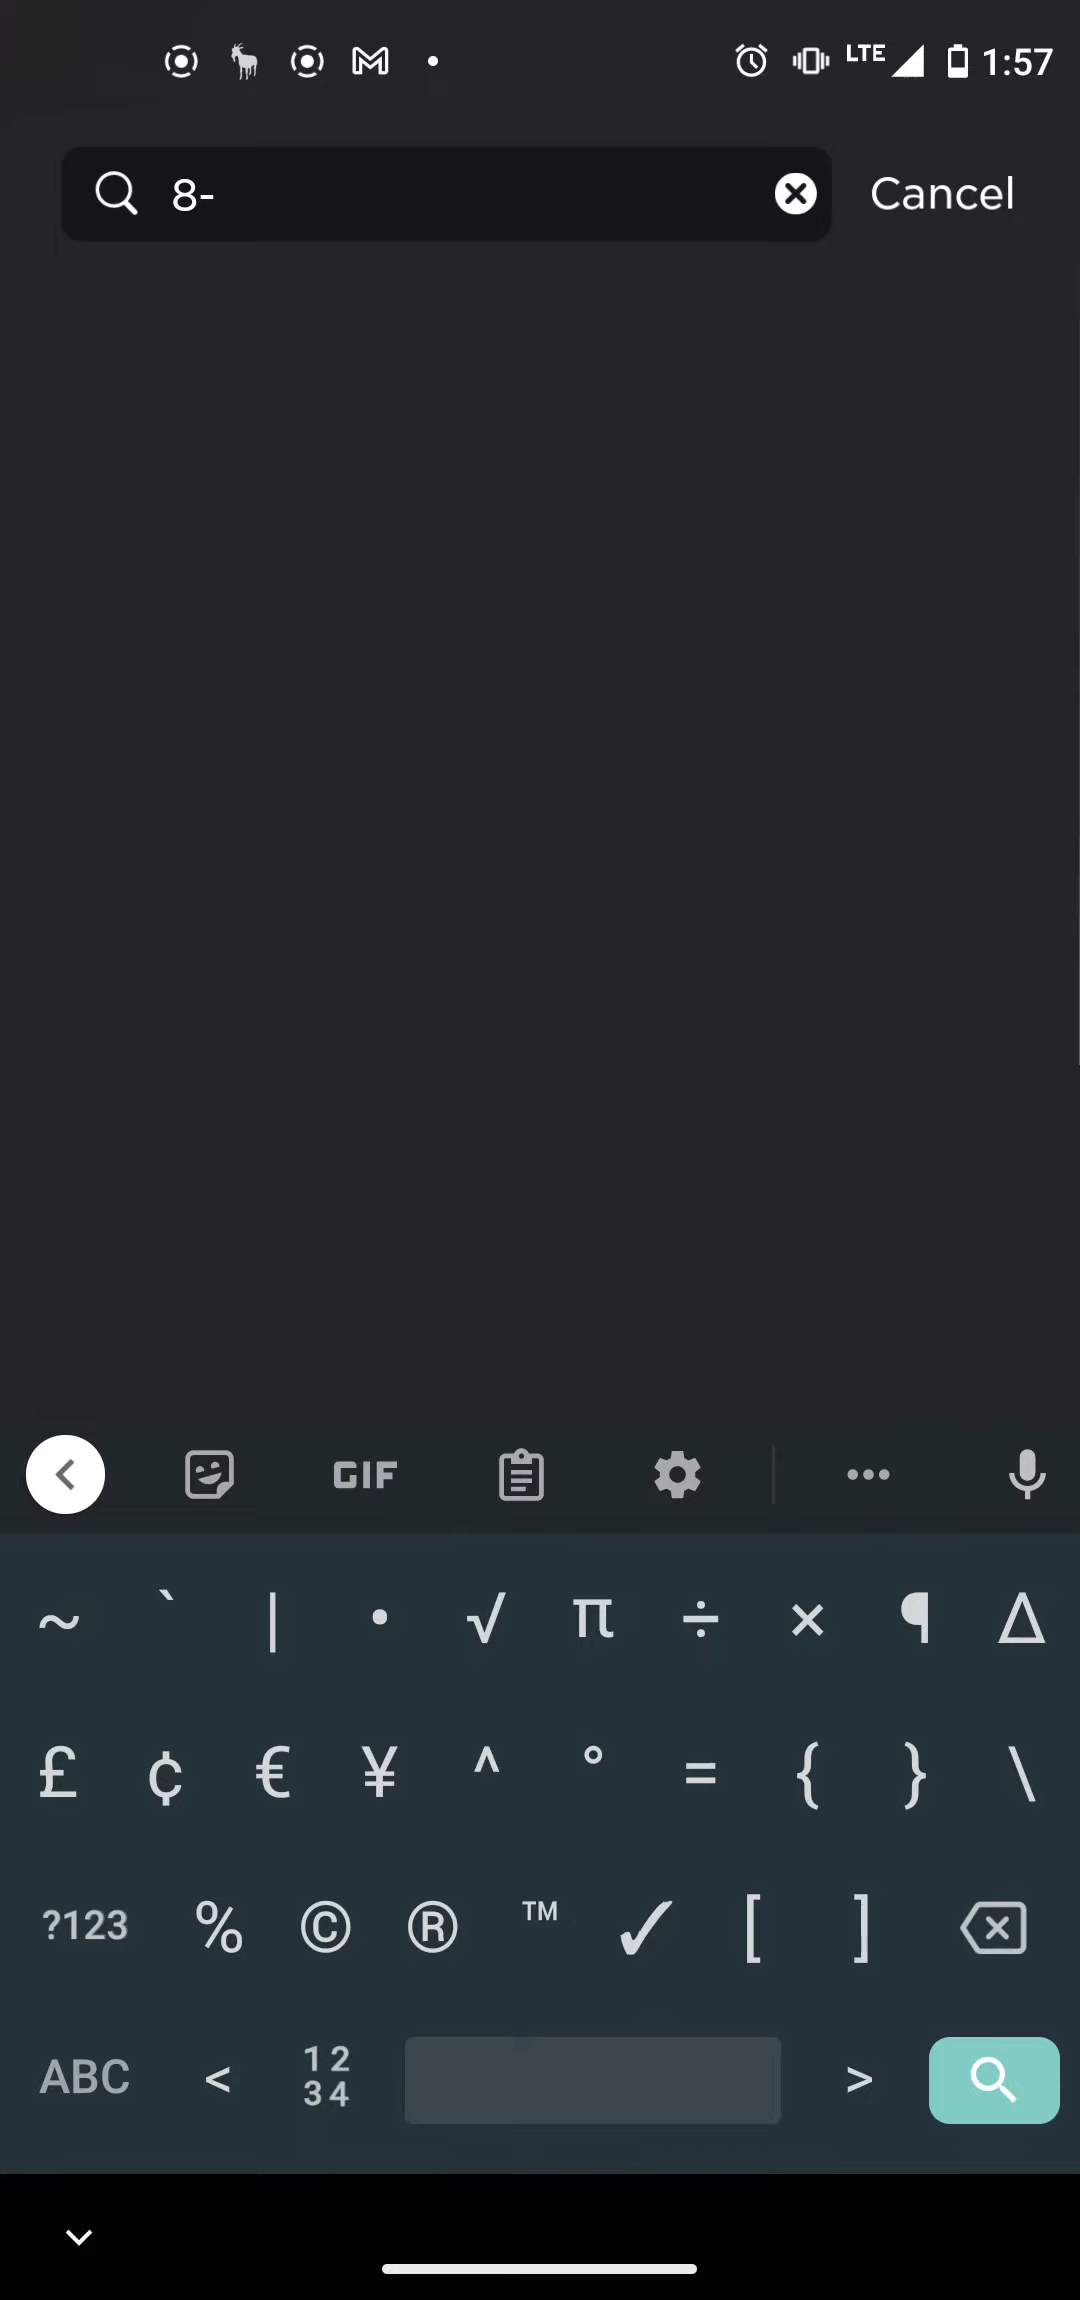 LTE 1:57
8- Cancel
GIF
~ ` | • √ π ÷ × ¶ Δ
£ ¢ € ¥ ^ ° = { } \
?123 % © ® ™ ✓ [ ]
ABC < 12 34 >